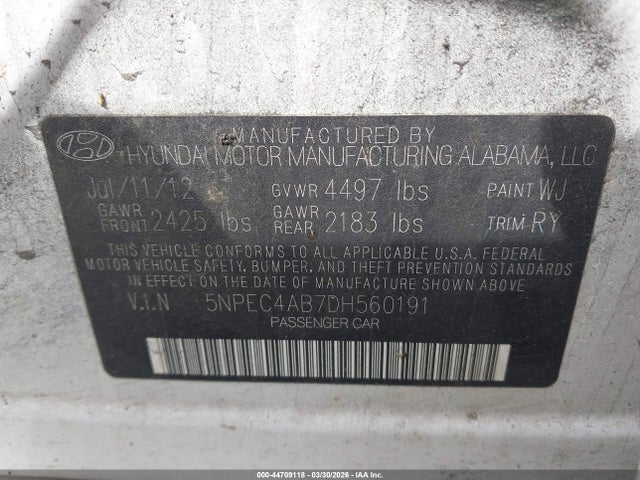 MANUFACTURED BY
HYUNDAI MOTOR MANUFACTURING ALABAMA, LLC
Jul/11/12 GVWR 4497 lbs PAINT WJ
GAWR FRONT 2425 lbs GAWR REAR 2183 lbs TRIM RY
THIS VEHICLE CONFORMS TO ALL APPLICABLE U.S.A. FEDERAL
MOTOR VEHICLE SAFETY, BUMPER, AND THEFT PREVENTION STANDARDS
IN EFFECT ON THE DATE OF MANUFACTURE SHOWN ABOVE.
V.I.N 5NPEC4AB7DH560191
PASSENGER CAR
000-44709118 | 03/30/2026 | IAA Inc.